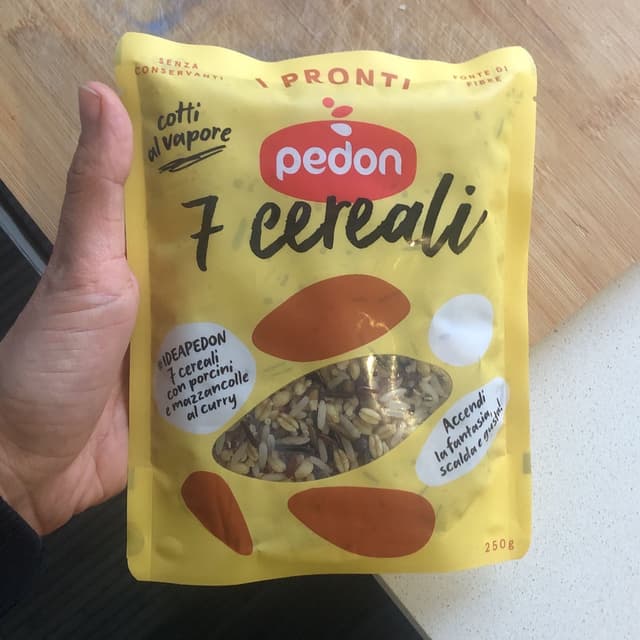 SENZA
CONSERVANTI
I PRONTI
FONTE DI
FIBRE
cotti
al vapore
pedon
7 cereali
#IDEAPEDON
7 cereali
con porcini
e mazzancolle
al curry
Accendi
la fantasia,
scalda e gusta!
250g